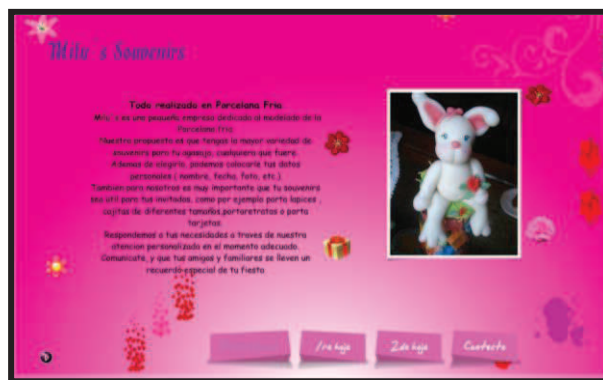 Milu´s Souvenirs
Todo realizado en Porcelana Fria
Milu´s es una pequeña empresa dedicada al modelado de la
Porcelana fria
Nuestra propuesta es que tengas la mayor variedad de
souvenirs para tu agasajo, cualquiera que fuere.
Ademas de elegirlo, podemos colocarle tus datos
personales ( nombre, fecha, foto, etc.).
Tambien para nosotros es muy importante que tu souvenirs
sea util para tus invitados, como por ejemplo porta lapices ,
cajitas de diferentes tamaños,portarretratos o porta
tarjetas.
Respondemos a tus necesidades a traves de nuestra
atencion personalizada en el momento adecuado.
Comunicate, y que tus amigos y familiares se lleven un
recuerdo especial de tu fiesta
1ra hoja
2da hoja
Contacto